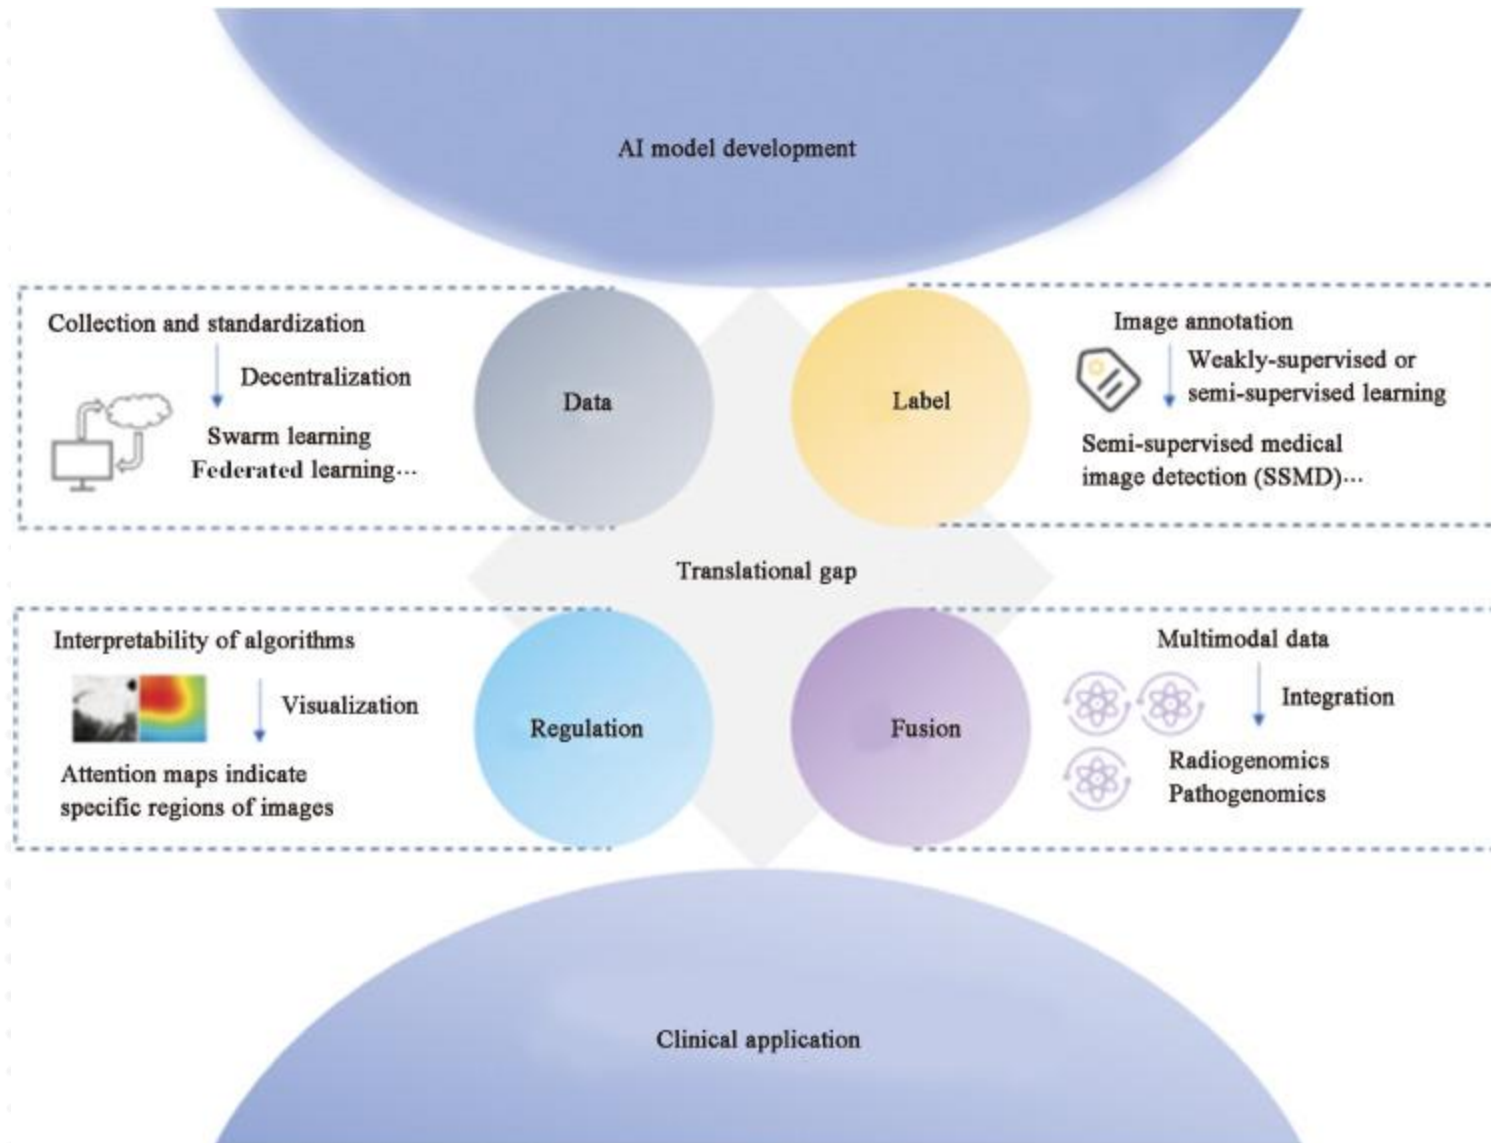 AI model development
Collection and standardization
Decentralization
Swarm learning
Federated learning···
Data
Label
Image annotation
Weakly-supervised or
semi-supervised learning
Semi-supervised medical
image detection (SSMD)···
Translational gap
Interpretability of algorithms
Visualization
Attention maps indicate
specific regions of images
Regulation
Fusion
Multimodal data
Integration
Radiogenomics
Pathogenomics
Clinical application